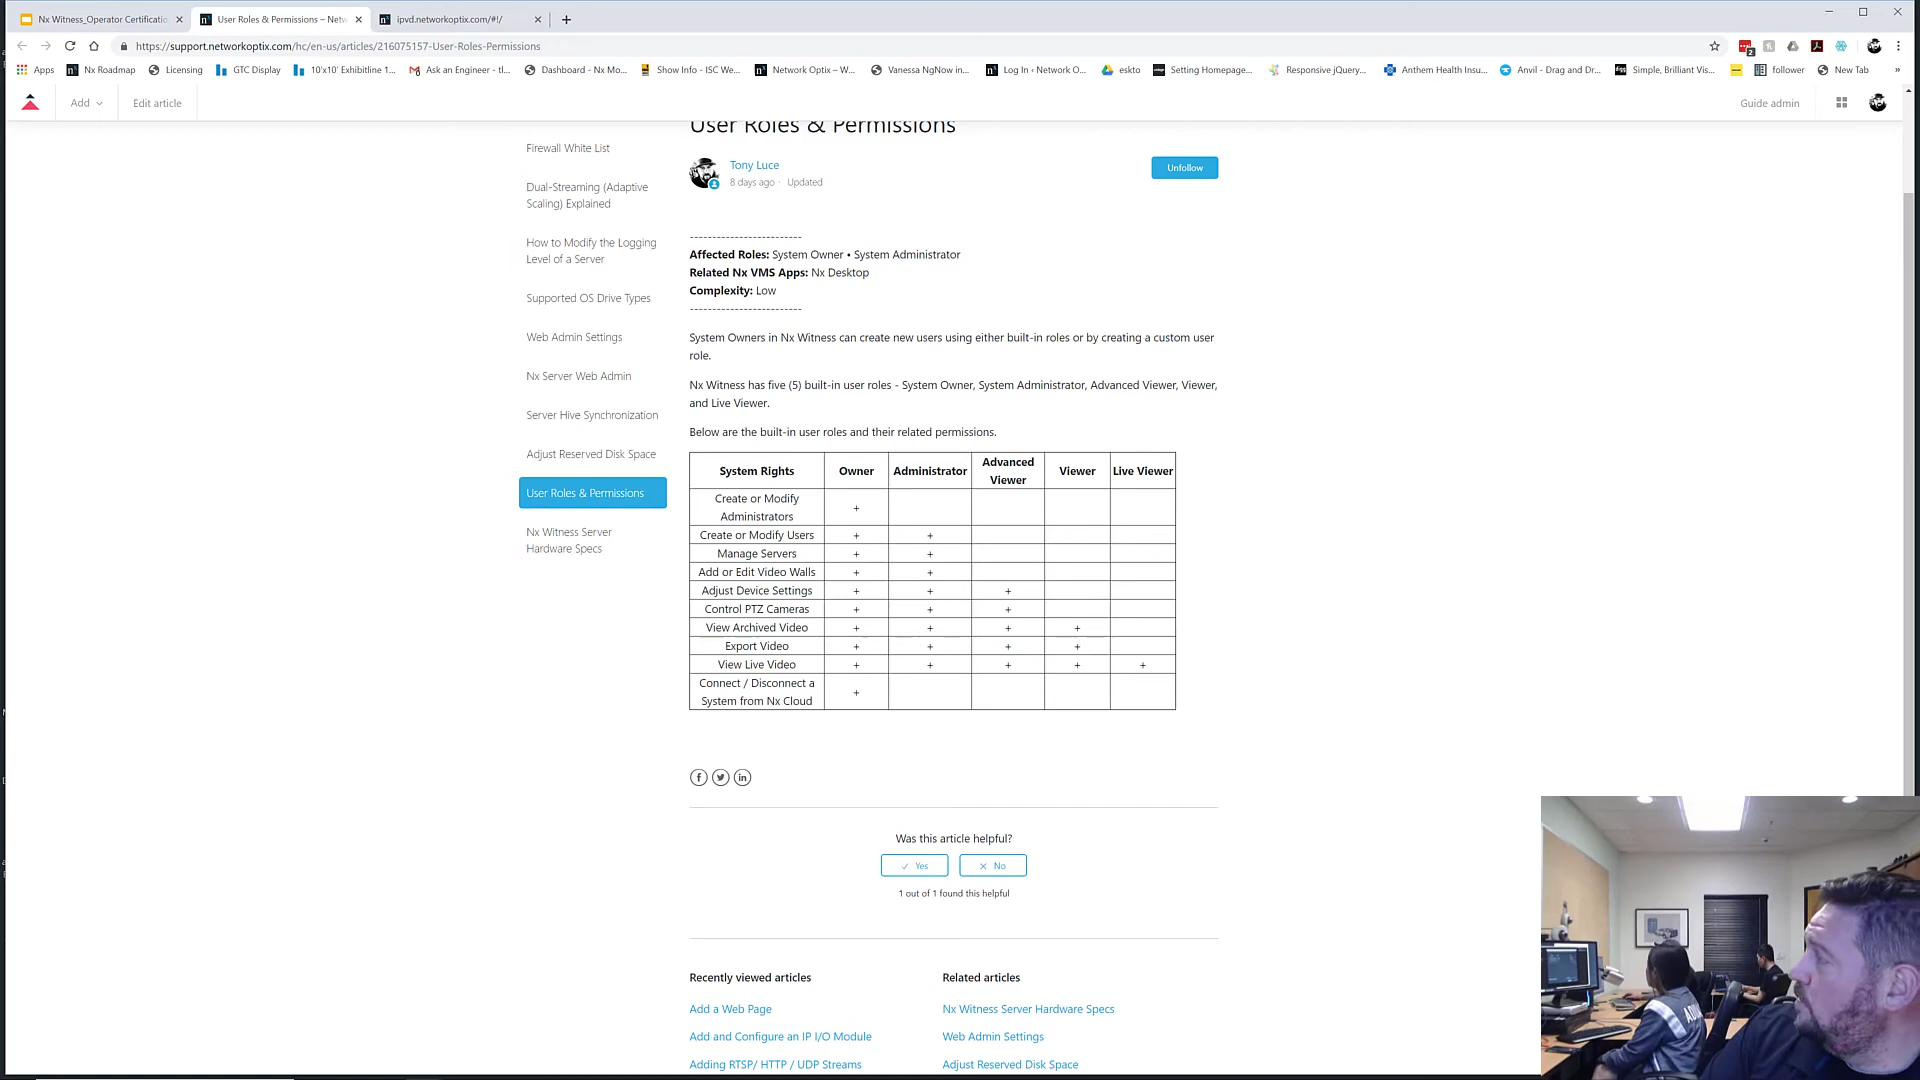 Nx Witness_Operator Certificatio
User Roles & Permissions – Netw
ipvd.networkoptix.com/#!/
https://support.networkoptix.com/hc/en-us/articles/216075157-User-Roles-Permissions
Apps
Nx Roadmap
Licensing
GTC Display
10'x10' Exhibitline 1...
Ask an Engineer - tl...
Dashboard - Nx Mo...
Show Info - ISC We...
Network Optix – W...
Vanessa NgNow in...
Log In ‹ Network O...
eskto
Setting Homepage...
Responsive jQuery...
Anthem Health Insu...
Anvil - Drag and Dr...
Simple, Brilliant Vis...
follower
New Tab
»
Add
Edit article
Guide admin
Firewall White List
Dual-Streaming (Adaptive
Scaling) Explained
How to Modify the Logging
Level of a Server
Supported OS Drive Types
Web Admin Settings
Nx Server Web Admin
Server Hive Synchronization
Adjust Reserved Disk Space
User Roles & Permissions
Nx Witness Server
Hardware Specs
User Roles & Permissions
Tony Luce
8 days ago · Updated
Unfollow
-------------------------
Affected Roles: System Owner • System Administrator
Related Nx VMS Apps: Nx Desktop
Complexity: Low
-------------------------
System Owners in Nx Witness can create new users using either built-in roles or by creating a custom user
role.
Nx Witness has five (5) built-in user roles - System Owner, System Administrator, Advanced Viewer, Viewer,
and Live Viewer.
Below are the built-in user roles and their related permissions.
System Rights Owner Administrator Advanced Viewer Viewer Live Viewer
Create or Modify Administrators +
Create or Modify Users + +
Manage Servers + +
Add or Edit Video Walls + +
Adjust Device Settings + + +
Control PTZ Cameras + + +
View Archived Video + + + +
Export Video + + + +
View Live Video + + + + +
Connect / Disconnect a System from Nx Cloud +
Was this article helpful?
Yes
No
1 out of 1 found this helpful
Recently viewed articles
Add a Web Page
Add and Configure an IP I/O Module
Adding RTSP/ HTTP / UDP Streams
Related articles
Nx Witness Server Hardware Specs
Web Admin Settings
Adjust Reserved Disk Space